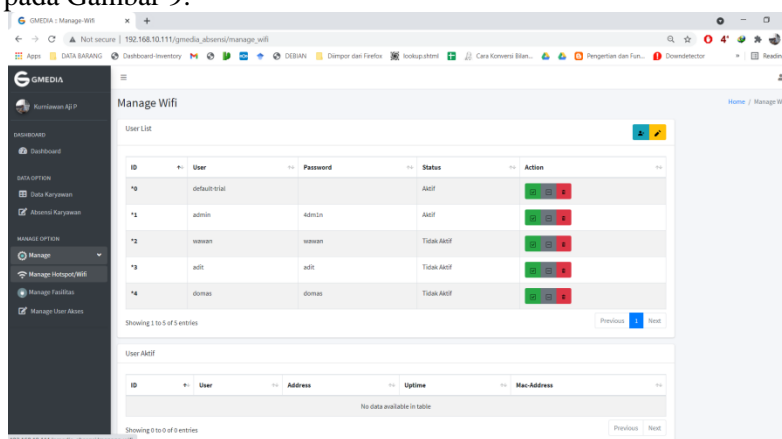 pada Gambar 9.
GMEDIA : Manage-Wifi
Not secure | 192.168.10.111/gmedia_absensi/manage_wifi
Apps DATA BARANG Dashboard-Inventory DEBIAN Diimpor dari Firefox lookup.shtml Cara Konversi Bilan... Pengertian dan Fun... Downdetector » Readin
GMEDIA
Kurniawan Aji P
DASHBOARD
Dashboard
DATA OPTION
Data Karyawan
Absensi Karyawan
MANAGE OPTION
Manage
Manage Hotspot/Wifi
Manage Fasilitas
Manage User Akses
Manage Wifi
Home / Manage W
User List
ID User Password Status Action
*0 default-trial Aktif
*1 admin 4dm1n Aktif
*2 wawan wawan Tidak Aktif
*3 adit adit Tidak Aktif
*4 domas domas Tidak Aktif
Showing 1 to 5 of 5 entries
Previous 1 Next
User Aktif
ID User Address Uptime Mac-Address
No data available in table
Showing 0 to 0 of 0 entries
Previous Next